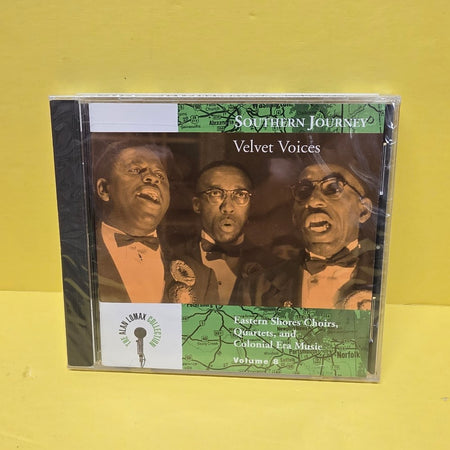 SOUTHERN JOURNEY
Velvet Voices
THE ALAN LOMAX COLLECTION
Eastern Shores Choirs,
Quartets, and
Colonial Era Music
Volume 8
Norfolk